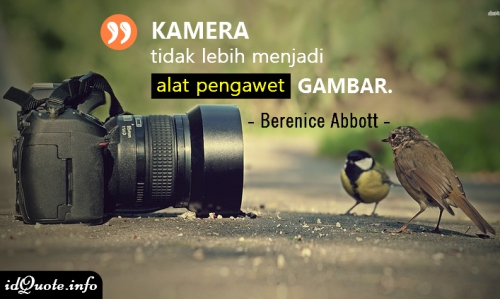 KAMERA
tidak lebih menjadi
alat pengawet GAMBAR.
- Berenice Abbott -
idQuote.info